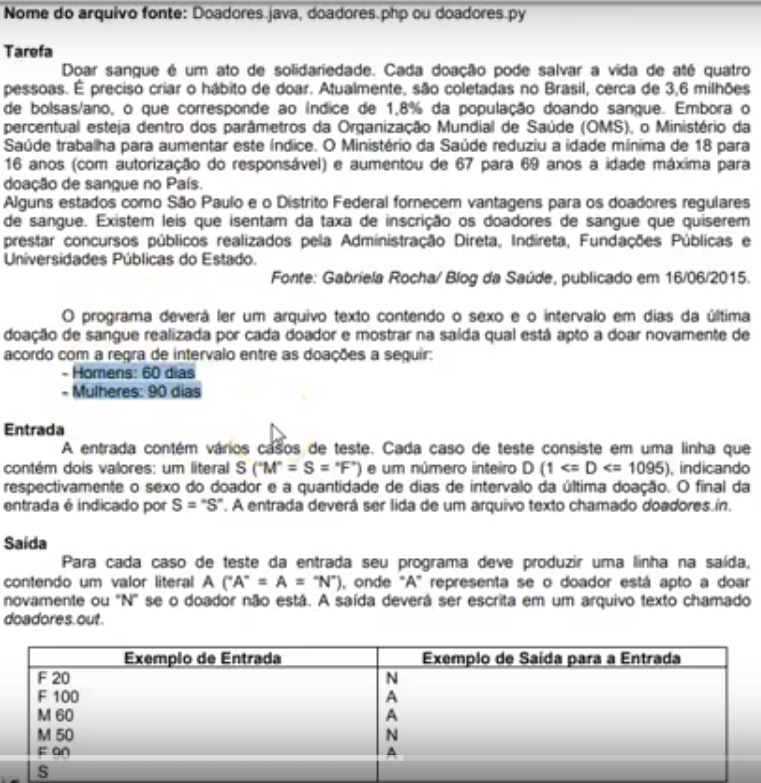 Nome do arquivo fonte: Doadores.java, doadores.php ou doadores.py
Tarefa
Doar sangue é um ato de solidariedade. Cada doação pode salvar a vida de até quatro
pessoas. É preciso criar o hábito de doar. Atualmente, são coletadas no Brasil, cerca de 3,6 milhões
de bolsas/ano, o que corresponde ao índice de 1,8% da população doando sangue. Embora o
percentual esteja dentro dos parâmetros da Organização Mundial de Saúde (OMS), o Ministério da
Saúde trabalha para aumentar este índice. O Ministério da Saúde reduziu a idade mínima de 18 para
16 anos (com autorização do responsável) e aumentou de 67 para 69 anos a idade máxima para
doação de sangue no País.
Alguns estados como São Paulo e o Distrito Federal fornecem vantagens para os doadores regulares
de sangue. Existem leis que isentam da taxa de inscrição os doadores de sangue que quiserem
prestar concursos públicos realizados pela Administração Direta, Indireta, Fundações Públicas e
Universidades Públicas do Estado.
Fonte: Gabriela Rocha/ Blog da Saúde, publicado em 16/06/2015.
O programa deverá ler um arquivo texto contendo o sexo e o intervalo em dias da última
doação de sangue realizada por cada doador e mostrar na saída qual está apto a doar novamente de
acordo com a regra de intervalo entre as doações a seguir:
- Homens: 60 dias
- Mulheres: 90 dias
Entrada
A entrada contém vários casos de teste. Cada caso de teste consiste em uma linha que
contém dois valores: um literal S ("M" = S = "F") e um número inteiro D (1 <= D <= 1095), indicando
respectivamente o sexo do doador e a quantidade de dias de intervalo da última doação. O final da
entrada é indicado por S = "S". A entrada deverá ser lida de um arquivo texto chamado doadores.in.
Saída
Para cada caso de teste da entrada seu programa deve produzir uma linha na saída,
contendo um valor literal A ("A" = A = "N"), onde "A" representa se o doador está apto a doar
novamente ou "N" se o doador não está. A saída deverá ser escrita em um arquivo texto chamado
doadores.out.
Exemplo de Entrada Exemplo de Saída para a Entrada
F 20 N
F 100 A
M 60 A
M 50 N
F 90 A
S